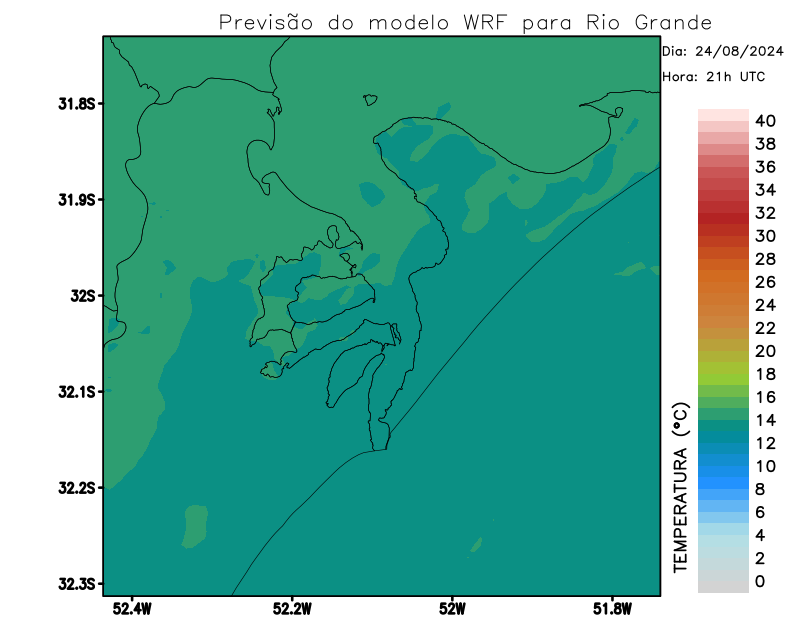 Previsão do modelo WRF para Rio Grande
Dia: 24/08/2024
Hora: 21h UTC
31.8S
31.9S
32S
32.1S
32.2S
32.3S
52.4W
52.2W
52W
51.8W
TEMPERATURA (°C)
40
38
36
34
32
30
28
26
24
22
20
18
16
14
12
10
8
6
4
2
0